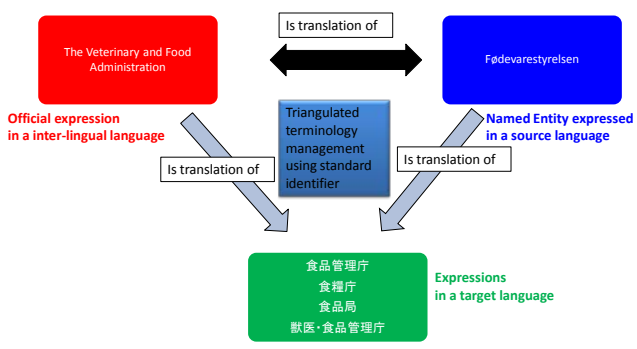 Is translation of
The Veterinary and Food
Administration
Fødevarestyrelsen
Official expression
in a inter-lingual language
Triangulated
terminology
management
using standard
identifier
Named Entity expressed
in a source language
Is translation of
Is translation of
食品管理庁
食糧庁
食品局
獣医・食品管理庁
Expressions
in a target language